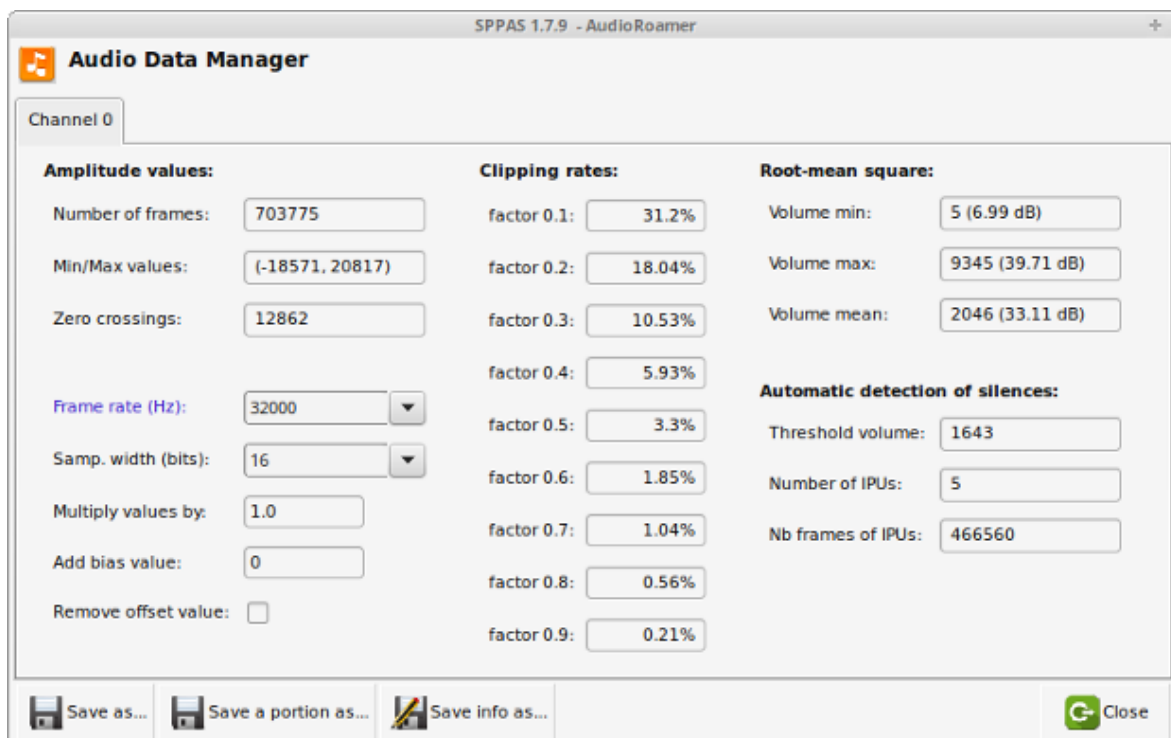 SPPAS 1.7.9 - AudioRoamer
Audio Data Manager
Channel 0
Amplitude values:
Number of frames: 703775
Min/Max values: (-18571, 20817)
Zero crossings: 12862
Frame rate (Hz): 32000
Samp. width (bits): 16
Multiply values by: 1.0
Add bias value: 0
Remove offset value:
Clipping rates:
factor 0.1: 31.2%
factor 0.2: 18.04%
factor 0.3: 10.53%
factor 0.4: 5.93%
factor 0.5: 3.3%
factor 0.6: 1.85%
factor 0.7: 1.04%
factor 0.8: 0.56%
factor 0.9: 0.21%
Root-mean square:
Volume min: 5 (6.99 dB)
Volume max: 9345 (39.71 dB)
Volume mean: 2046 (33.11 dB)
Automatic detection of silences:
Threshold volume: 1643
Number of IPUs: 5
Nb frames of IPUs: 466560
Save as... Save a portion as... Save info as... Close